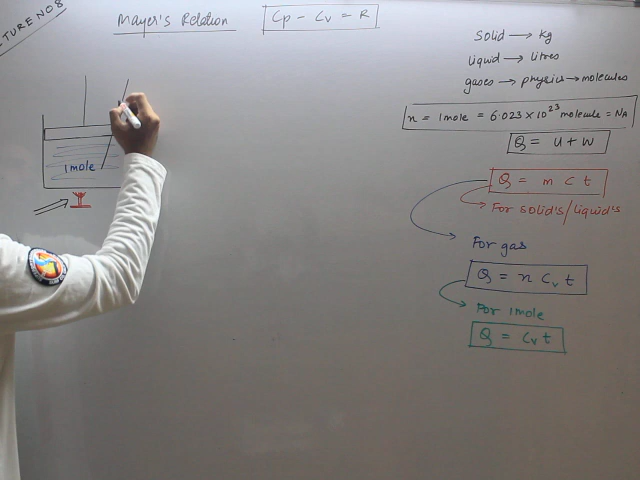 LECTURE NO 8
Mayer's Relation
Cp - Cv = R
Solid → Kg
liquid → litres
gases → physics → molecules
n = 1mole = 6.023 × 10²³ molecule = NA
Q = U + W
1mole
Q = m c t
For solid's/liquid's
For gas
Q = n Cv t
For 1mole
Q = Cv t